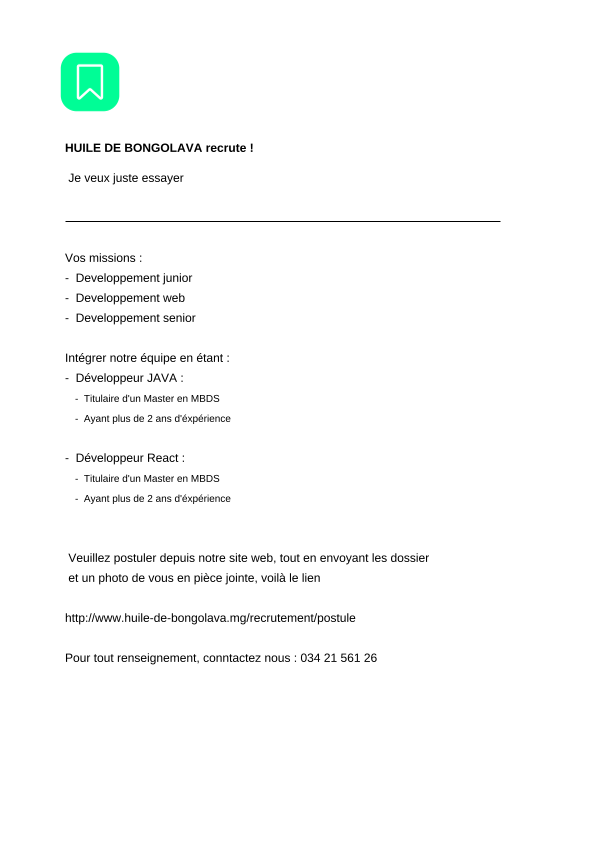 HUILE DE BONGOLAVA recrute !
Je veux juste essayer
Vos missions :
- Developpement junior
- Developpement web
- Developpement senior
Intégrer notre équipe en étant :
- Développeur JAVA :
- Titulaire d'un Master en MBDS
- Ayant plus de 2 ans d'éxpérience
- Développeur React :
- Titulaire d'un Master en MBDS
- Ayant plus de 2 ans d'éxpérience
Veuillez postuler depuis notre site web, tout en envoyant les dossier
et un photo de vous en pièce jointe, voilà le lien
http://www.huile-de-bongolava.mg/recrutement/postule
Pour tout renseignement, conntactez nous : 034 21 561 26